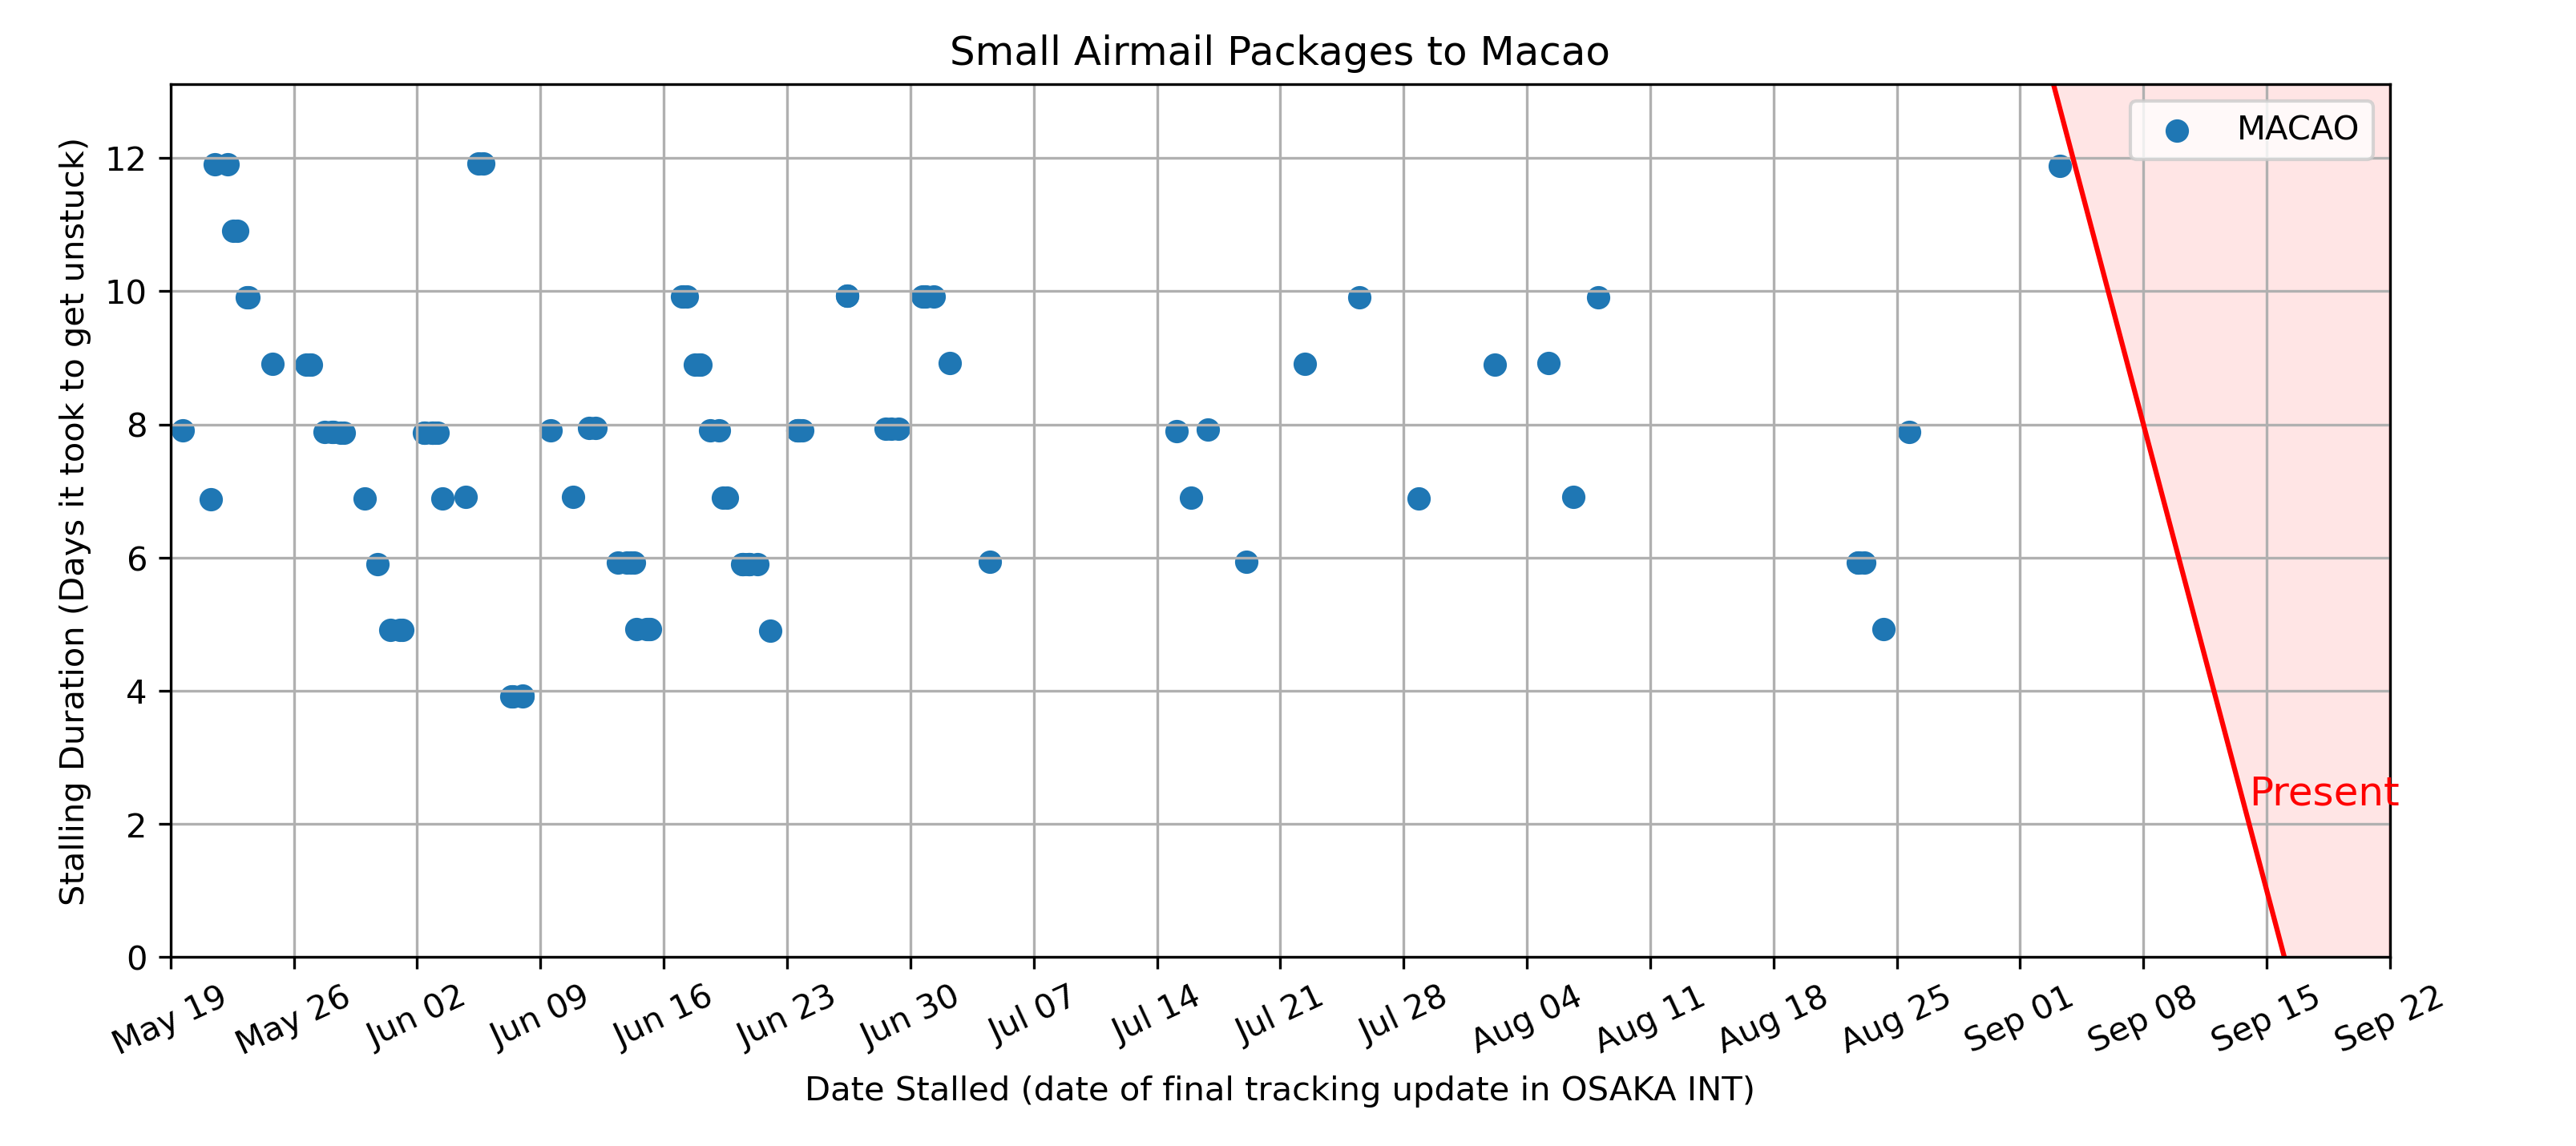 Small Airmail Packages to Macao
MACAO
Stalling Duration (Days it took to get unstuck)
12
10
8
6
4
2
0
Present
May 19
May 26
Jun 02
Jun 09
Jun 16
Jun 23
Jun 30
Jul 07
Jul 14
Jul 21
Jul 28
Aug 04
Aug 11
Aug 18
Aug 25
Sep 01
Sep 08
Sep 15
Sep 22
Date Stalled (date of final tracking update in OSAKA INT)